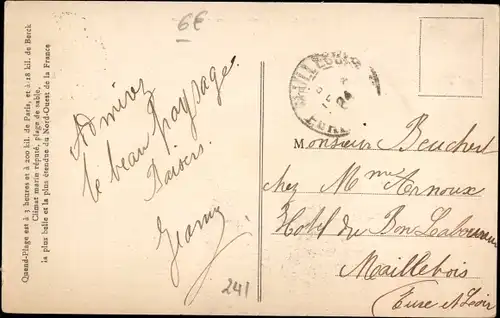 6€
Quend-Plage est à 3 heures et à 200 kil. de Paris, et à 18 kil. de Berck
Climat marin réputé, plage de sable,
la plus belle et la plus étendue du Nord-Ouest de la France
Admirez
le beau paysage.
Baisers.
241
Monsieur Beuchert
chez Mme Arnoux
Hotel du Bon Laboureur
Maillebois
(Eure et Loir